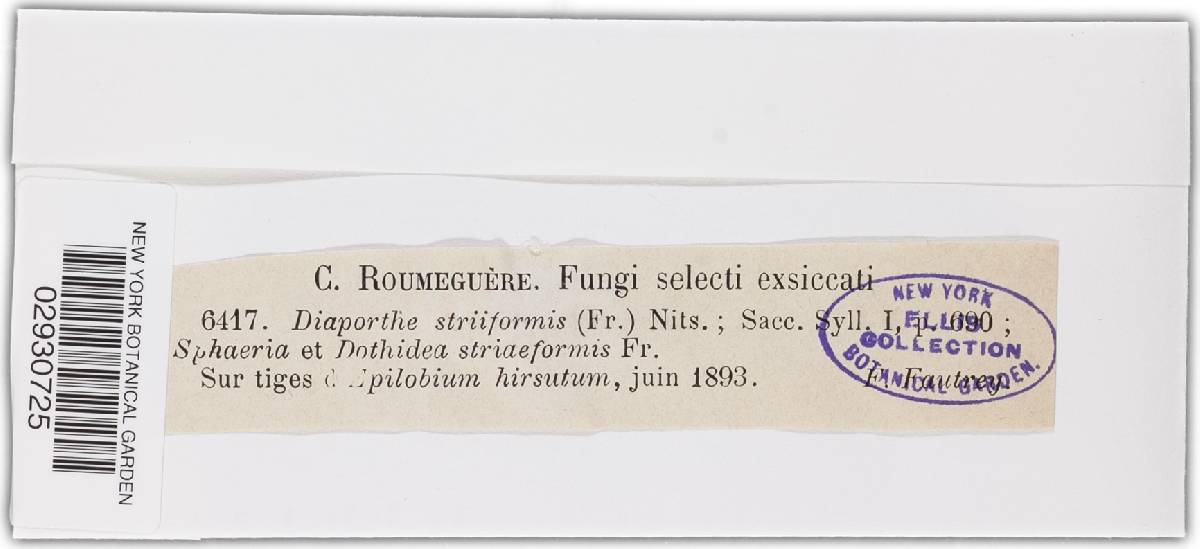 C. ROUMEGUÈRE. Fungi selecti exsiccati
6417. Diaporthe striiformis (Fr.) Nits. ; Sacc. Syll. I, p. 690 ;
Sphaeria et Dothidea striaeformis Fr.
Sur tiges d'Epilobium hirsutum, juin 1893. F. Fautrey.
NEW YORK
ELLIS
COLLECTION
BOTANICAL GARDEN.
NEW YORK BOTANICAL GARDEN
02930725